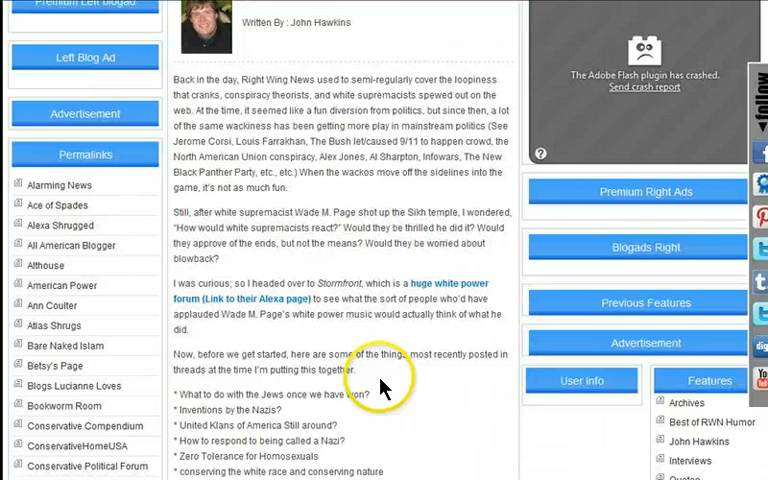 Premium Left blogad
Left Blog Ad
Advertisement
Permalinks
Alarming News
Ace of Spades
Alexa Shrugged
All American Blogger
Althouse
American Power
Ann Coulter
Atlas Shrugs
Bare Naked Islam
Betsy's Page
Blogs Lucianne Loves
Bookworm Room
Conservative Compendium
ConservativeHomeUSA
Conservative Political Forum
Written By : John Hawkins
Back in the day, Right Wing News used to semi-regularly cover the loopiness
that cranks, conspiracy theorists, and white supremacists spewed out on the
web. At the time, it seemed like a fun diversion from politics, but since then, a lot
of the same wackiness has been getting more play in mainstream politics (See
Jerome Corsi, Louis Farrakhan, The Bush let/caused 9/11 to happen crowd, the
North American Union conspiracy, Alex Jones, Al Sharpton, Infowars, The New
Black Panther Party, etc., etc.) When the wackos move off the sidelines into the
game, it's not as much fun.
Still, after white supremacist Wade M. Page shot up the Sikh temple, I wondered,
"How would white supremacists react?" Would they be thrilled he did it? Would
they approve of the ends, but not the means? Would they be worried about
blowback?
I was curious; so I headed over to Stormfront, which is a huge white power
forum (Link to their Alexa page) to see what the sort of people who'd have
applauded Wade M. Page's white power music would actually think of what he
did.
Now, before we get started, here are some of the things most recently posted in
threads at the time I'm putting this together.
* What to do with the Jews once we have won?
* Inventions by the Nazis?
* United Klans of America Still around?
* How to respond to being called a Nazi?
* Zero Tolerance for Homosexuals
* conserving the white race and conserving nature
The Adobe Flash plugin has crashed.
Send crash report
?
Premium Right Ads
Blogads Right
Previous Features
Advertisement
User Info
Features
Archives
Best of RWN Humor
John Hawkins
Interviews
Quotes
follow
digg
You